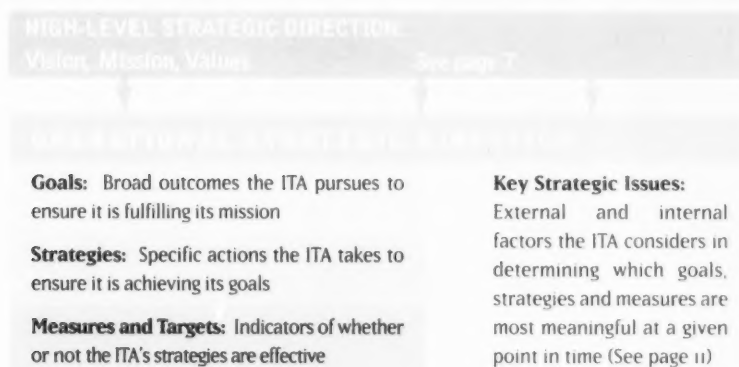 HIGH-LEVEL STRATEGIC DIRECTION
Vision, Mission, Values See page 7
OPERATIONAL STRATEGIC DIRECTION
Goals: Broad outcomes the ITA pursues to
ensure it is fulfilling its mission
Strategies: Specific actions the ITA takes to
ensure it is achieving its goals
Measures and Targets: Indicators of whether
or not the ITA's strategies are effective
Key Strategic Issues:
External and internal
factors the ITA considers in
determining which goals,
strategies and measures are
most meaningful at a given
point in time (See page 11)